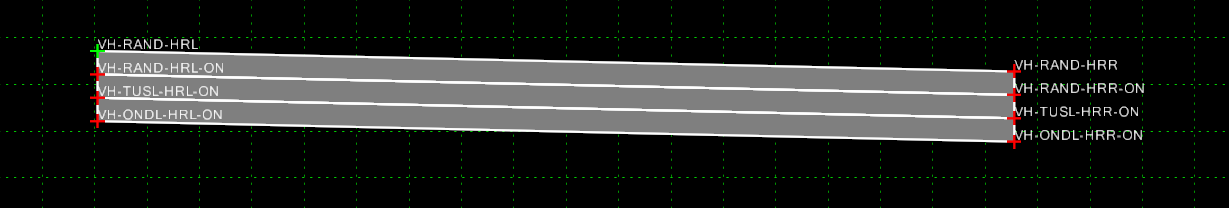 VH-RAND-HRL
VH-RAND-HRL-ON
VH-TUSL-HRL-ON
VH-ONDL-HRL-ON
VH-RAND-HRR
VH-RAND-HRR-ON
VH-TUSL-HRR-ON
VH-ONDL-HRR-ON